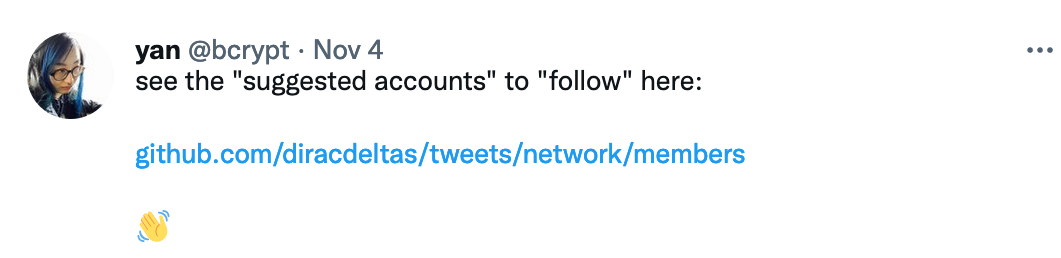 yan @bcrypt · Nov 4
see the "suggested accounts" to "follow" here:
github.com/diracdeltas/tweets/network/members
👋